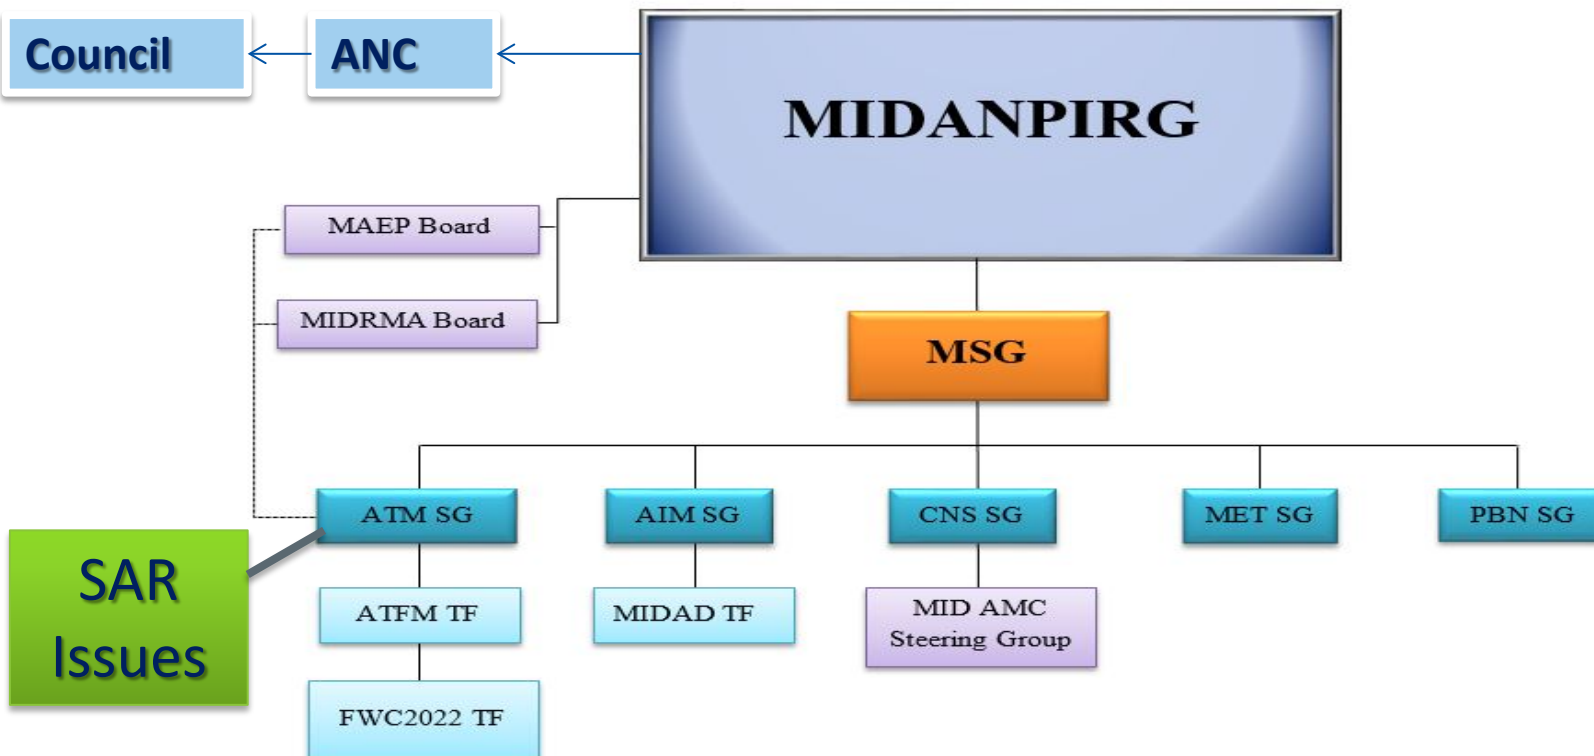 Council
ANC
MIDANPIRG
MAEP Board
MIDRMA Board
MSG
ATM SG
AIM SG
CNS SG
MET SG
PBN SG
SAR
Issues
ATFM TF
MIDAD TF
MID AMC
Steering Group
FWC2022 TF